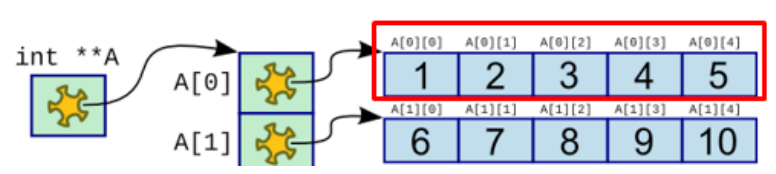 A[0][0] A[0][1] A[0][2] A[0][3] A[0][4]
int **A
A[0] 1 2 3 4 5
A[1][0] A[1][1] A[1][2] A[1][3] A[1][4]
A[1] 6 7 8 9 10